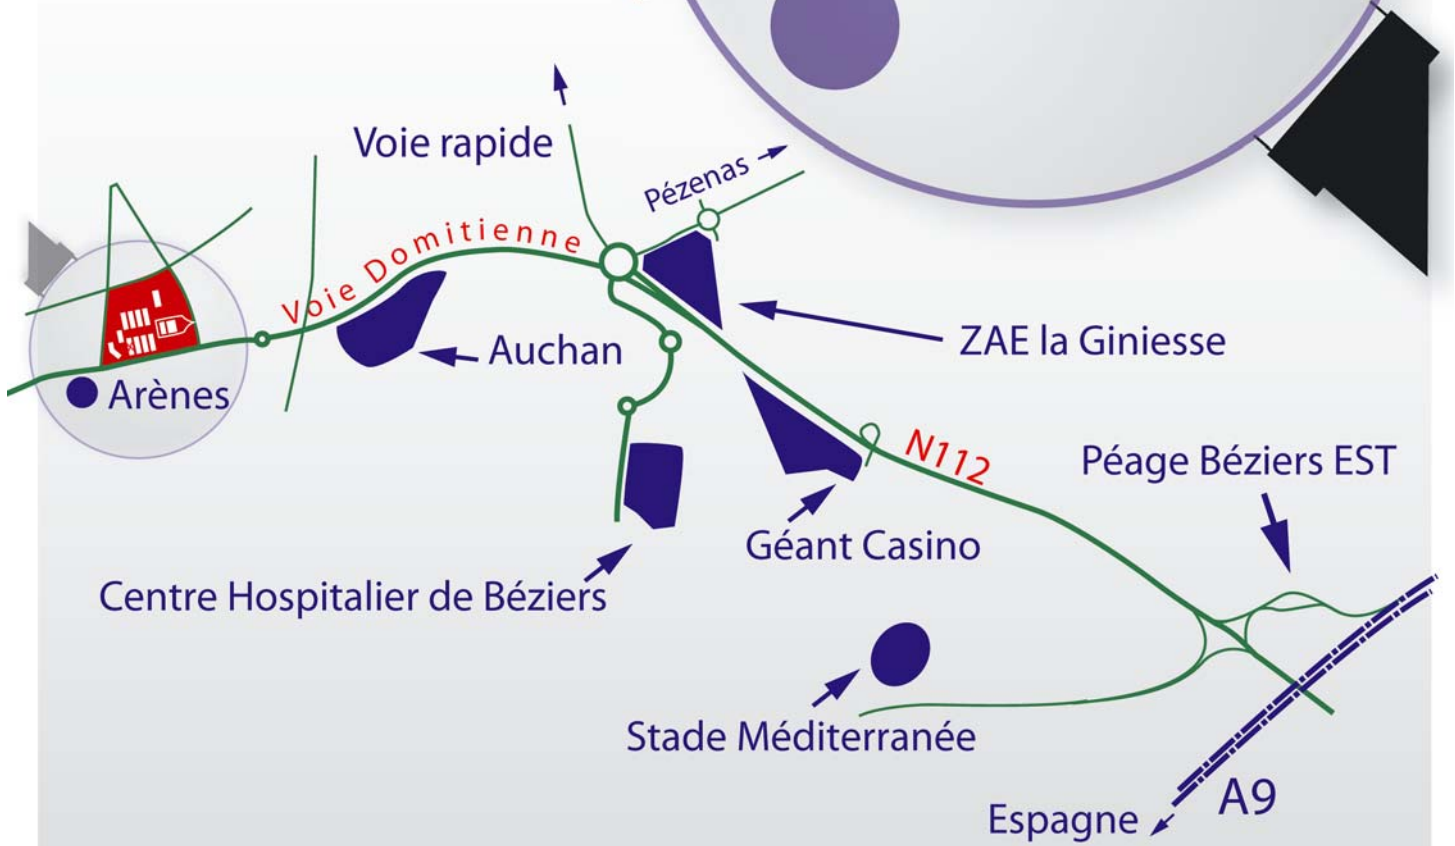 Voie rapide
Pézenas
Voie Domitienne
ZAE la Giniesse
Auchan
Arènes
N112
Péage Béziers EST
Géant Casino
Centre Hospitalier de Béziers
Stade Méditerranée
A9
Espagne